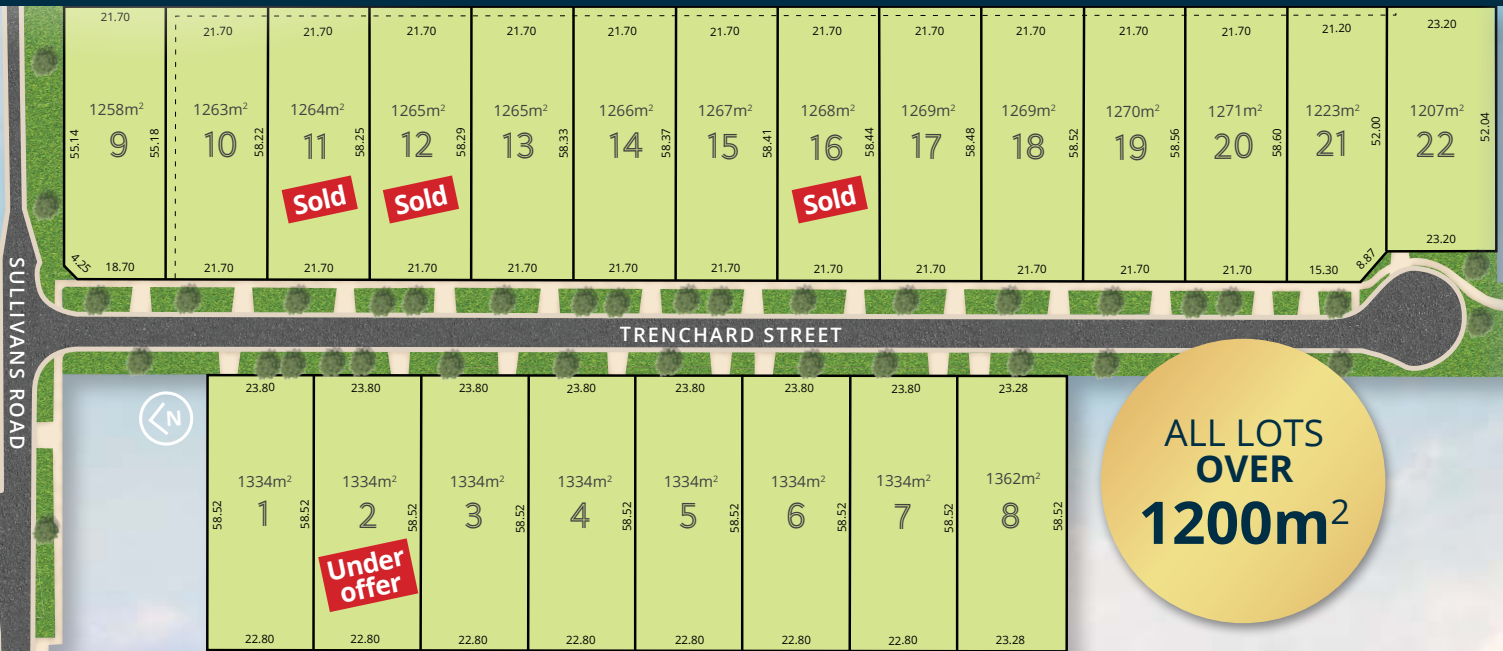 21.70
21.70
21.70
21.70
21.70
21.70
21.70
21.70
21.70
21.70
21.70
21.70
21.20
23.20
1258m²
1263m²
1264m²
1265m²
1265m²
1266m²
1267m²
1268m²
1269m²
1269m²
1270m²
1271m²
1223m²
1207m²
55.14
9
55.18
10
58.22
11
58.25
12
58.29
13
58.33
14
58.37
15
58.41
16
58.44
17
58.48
18
58.52
19
58.56
20
58.60
21
52.00
22
52.04
Sold
Sold
Sold
4.25
18.70
21.70
21.70
21.70
21.70
21.70
21.70
21.70
21.70
21.70
21.70
21.70
15.30
8.87
23.20
SULLIVANS ROAD
TRENCHARD STREET
N
23.80
23.80
23.80
23.80
23.80
23.80
23.80
23.28
1334m²
1334m²
1334m²
1334m²
1334m²
1334m²
1334m²
1362m²
58.52
1
58.52
2
58.52
3
58.52
4
58.52
5
58.52
6
58.52
7
58.52
8
58.52
Under
offer
22.80
22.80
22.80
22.80
22.80
22.80
22.80
23.28
ALL LOTS
OVER
1200m²